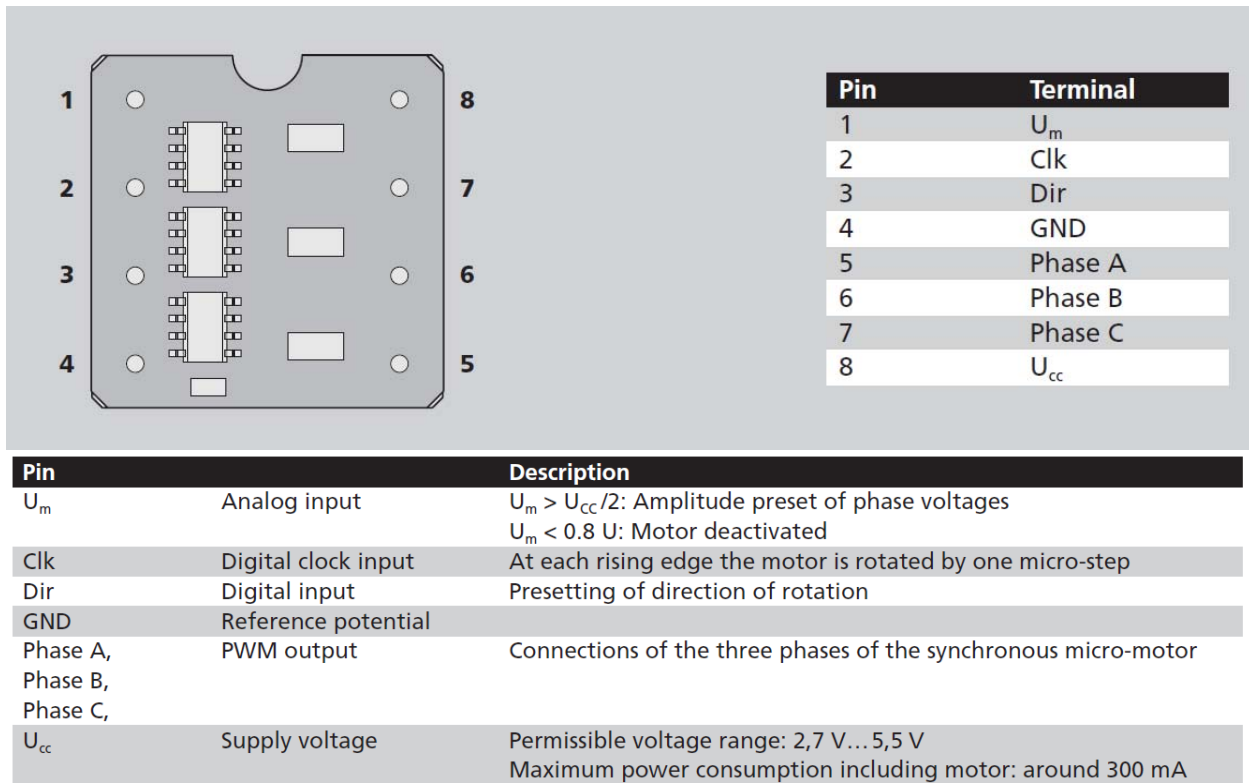 1
8
2
7
3
6
4
5
Pin Terminal
1 Um
2 Clk
3 Dir
4 GND
5 Phase A
6 Phase B
7 Phase C
8 Ucc
Pin Description
Um Analog input Um > UCC/2: Amplitude preset of phase voltages
Um < 0.8 U: Motor deactivated
Clk Digital clock input At each rising edge the motor is rotated by one micro-step
Dir Digital input Presetting of direction of rotation
GND Reference potential
Phase A, PWM output Connections of the three phases of the synchronous micro-motor
Phase B,
Phase C,
Ucc Supply voltage Permissible voltage range: 2,7 V...5,5 V
Maximum power consumption including motor: around 300 mA